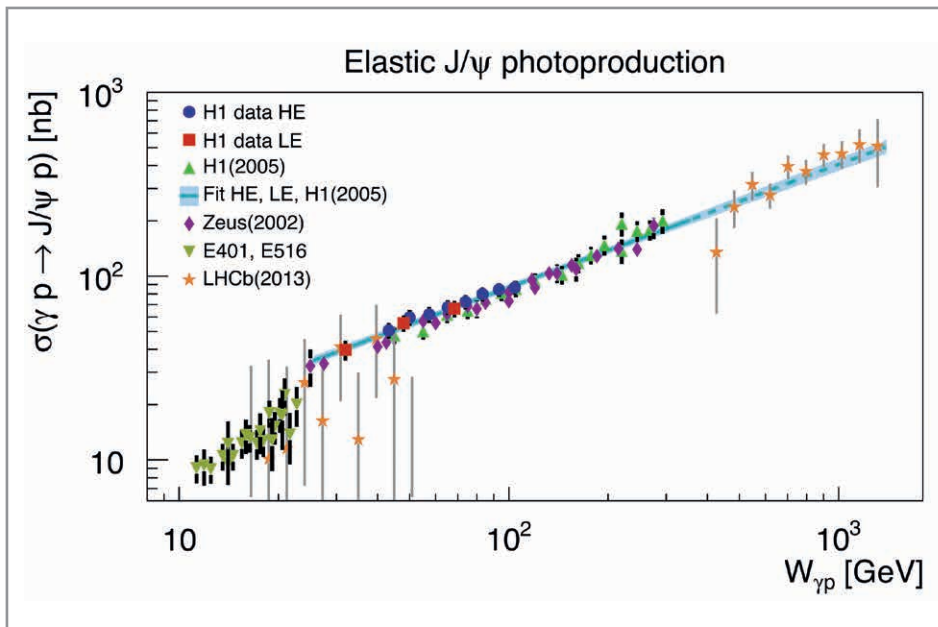 Elastic J/ψ photoproduction
σ(γ p → J/ψ p) [nb]
10³
10²
10
H1 data HE
H1 data LE
H1(2005)
Fit HE, LE, H1(2005)
Zeus(2002)
E401, E516
LHCb(2013)
10
10²
10³
W_γp [GeV]